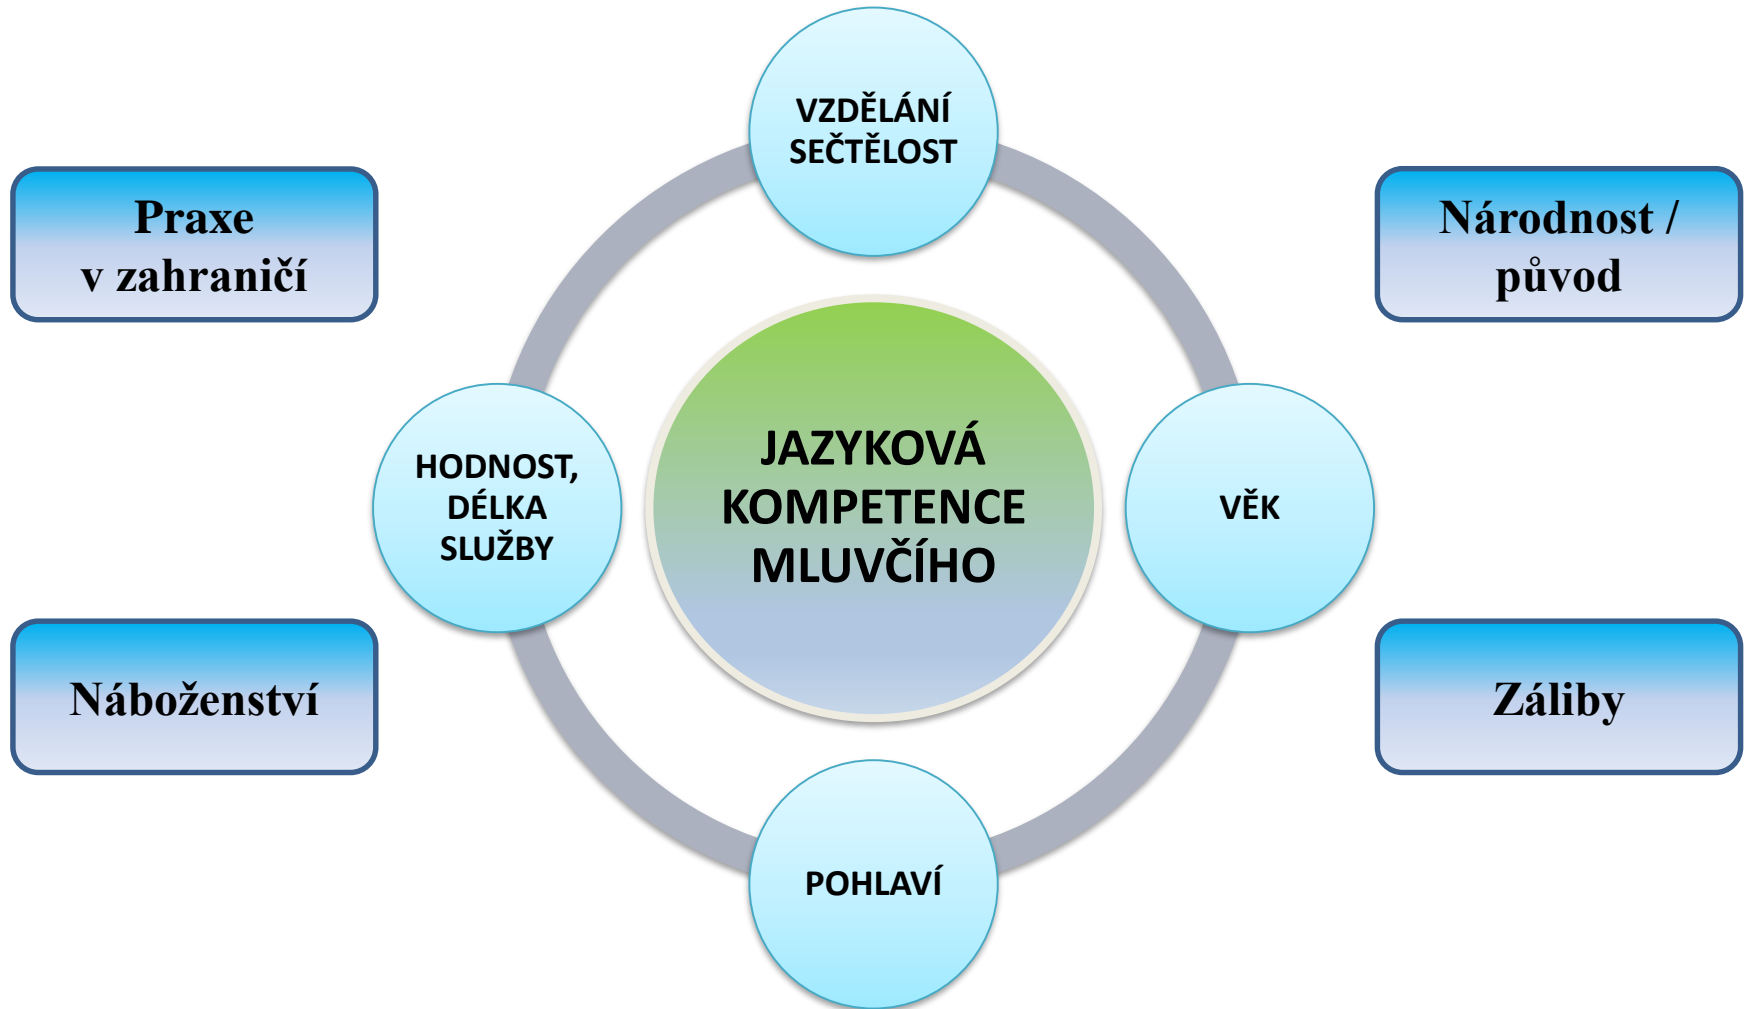 VZDĚLÁNÍ
SEČTĚLOST
Praxe
v zahraničí
Národnost /
původ
HODNOST,
DÉLKA
SLUŽBY
JAZYKOVÁ
KOMPETENCE
MLUVČÍHO
VĚK
Náboženství
Záliby
POHLAVÍ